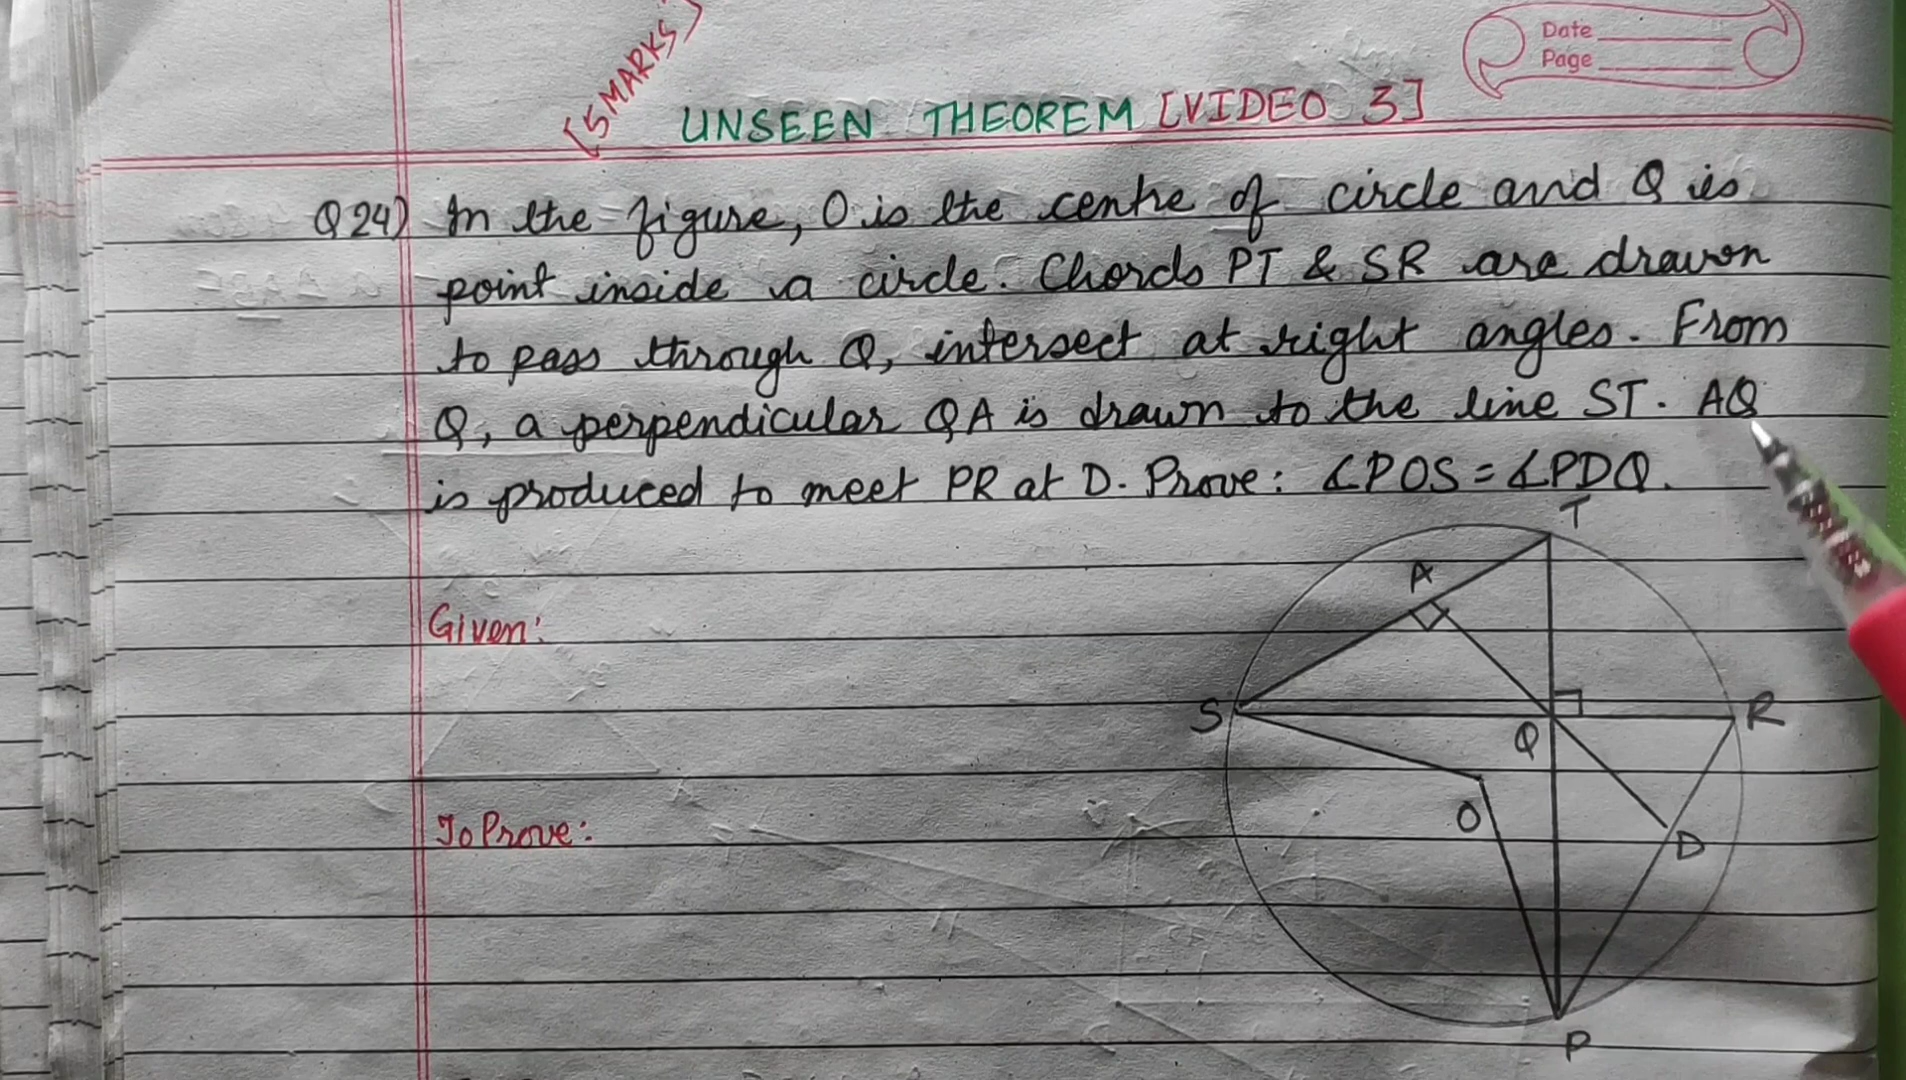 Date
Page
[5 MARKS]
UNSEEN THEOREM [VIDEO 3]
Q24) In the figure, O is the centre of circle and Q is
point inside a circle. Chords PT & SR are drawn
to pass through Q, intersect at right angles. From
Q, a perpendicular QA is drawn to the line ST. AQ
is produced to meet PR at D. Prove: ∠POS = ∠PDQ.
T
A
Given:
S
R
Q
O
To Prove:
D
P